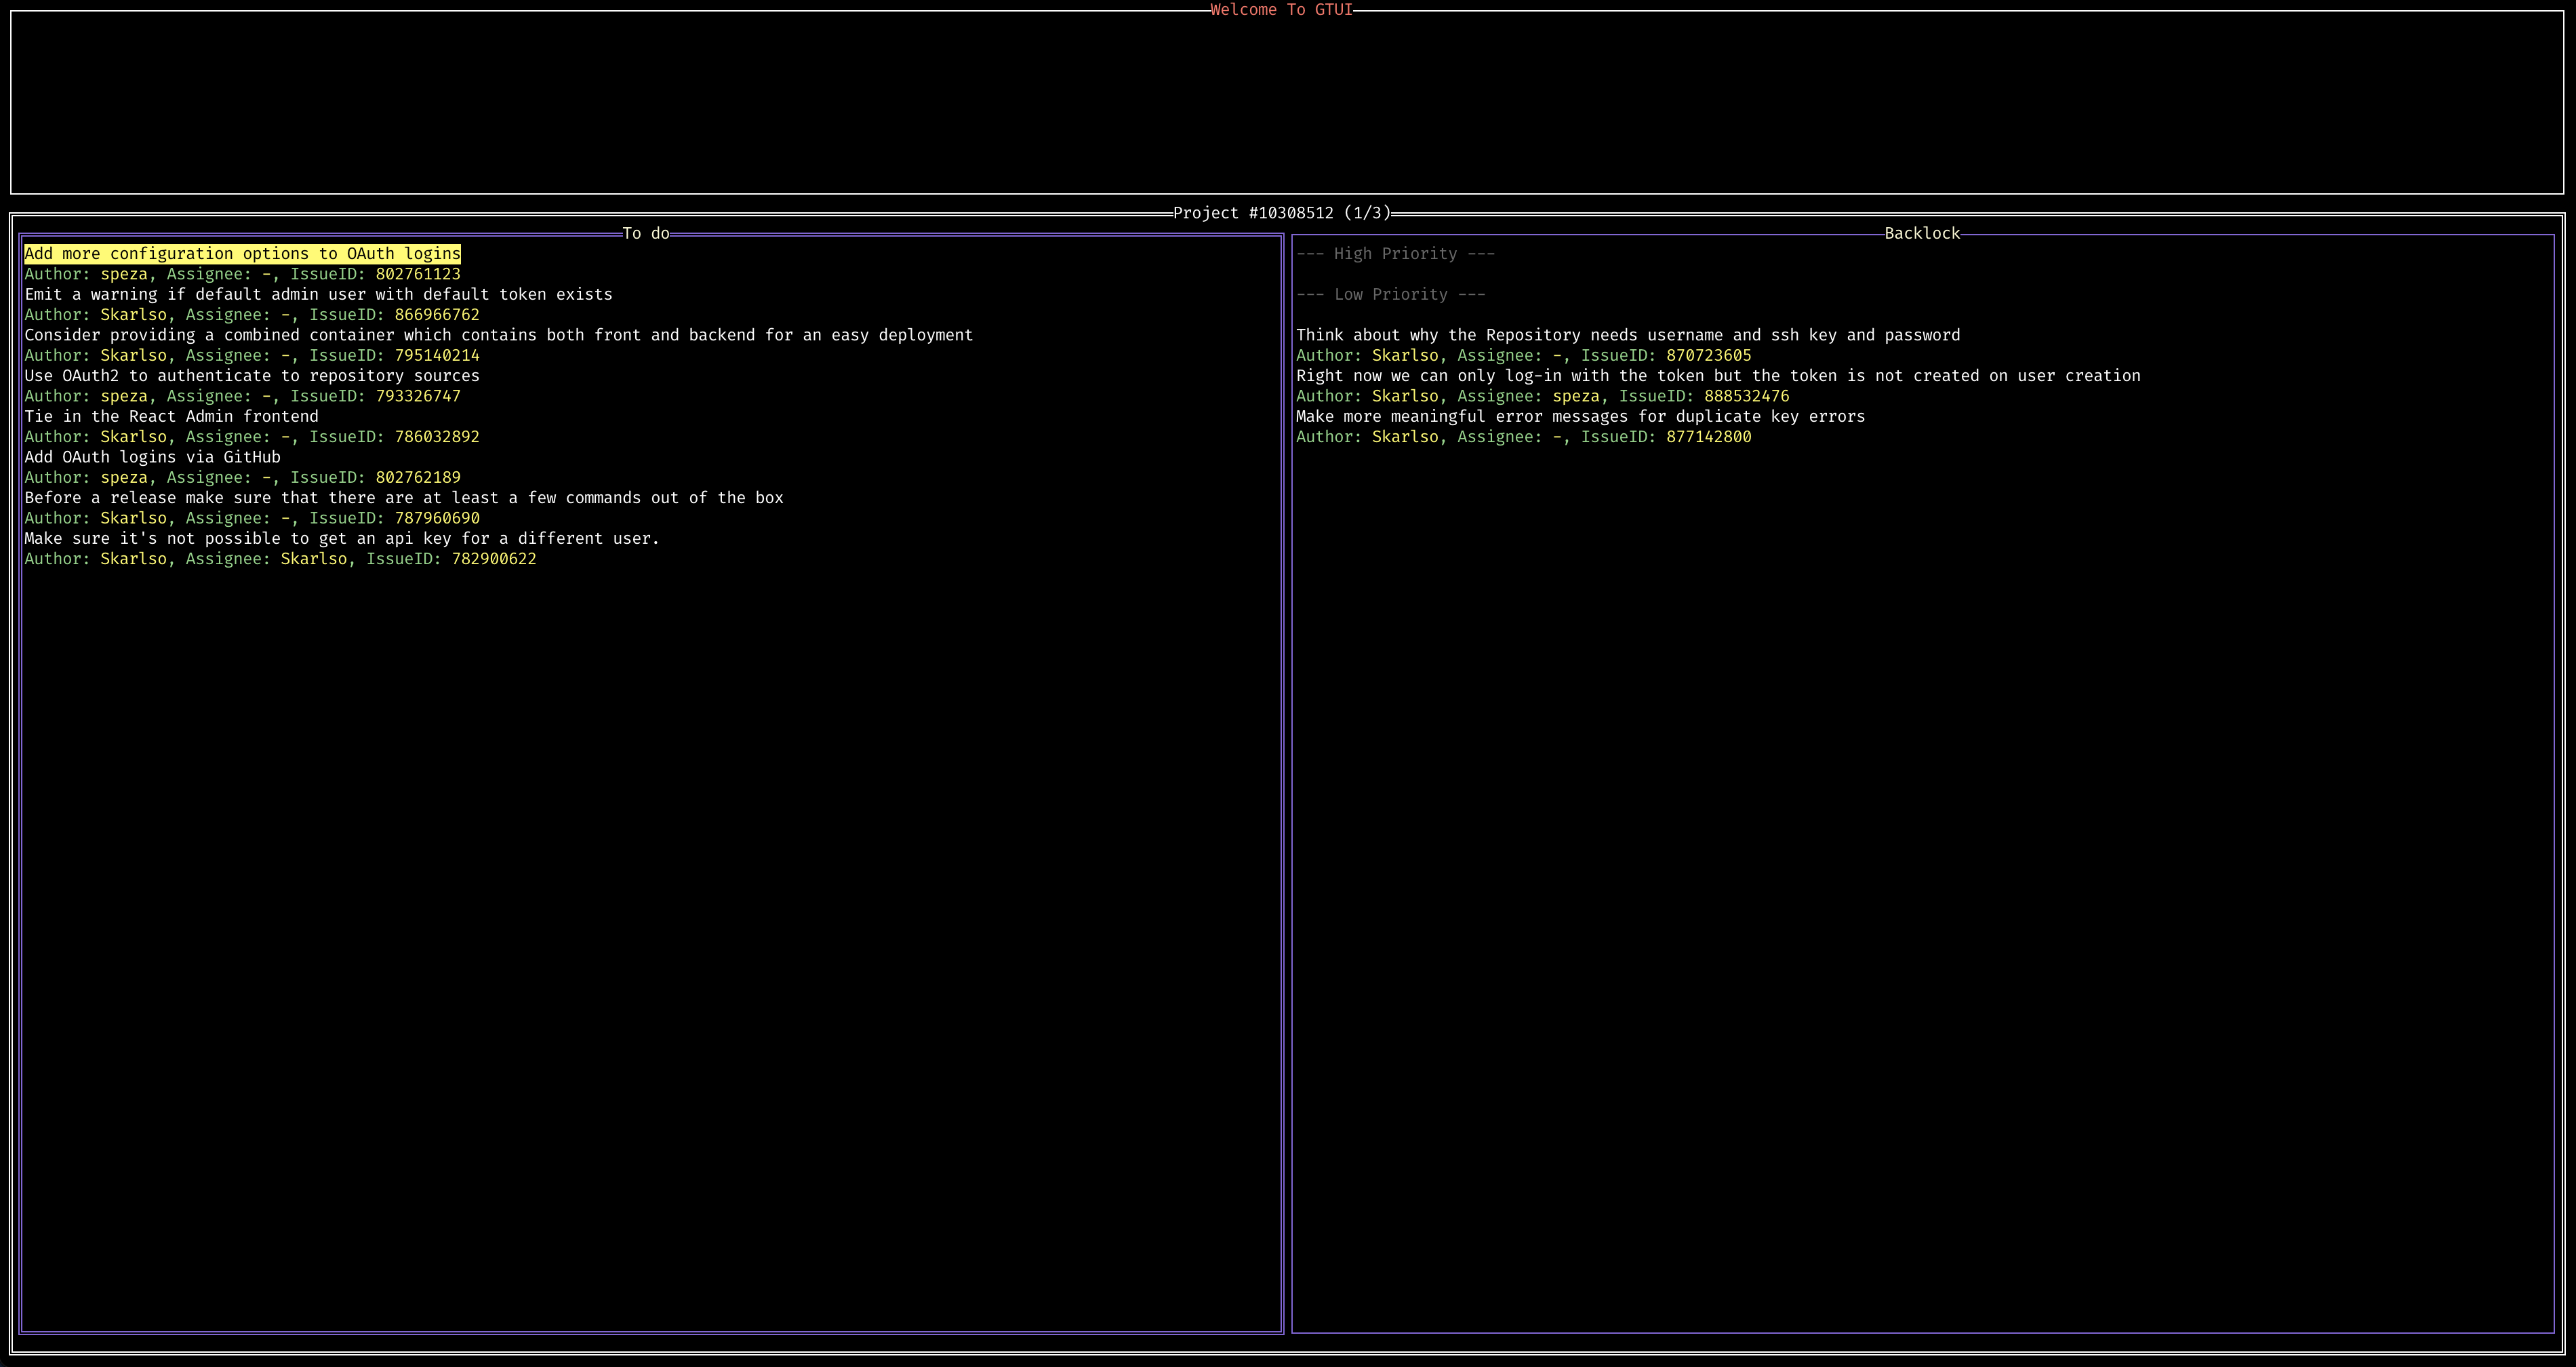 Welcome To GTUI
Project #10308512 (1/3)
To do
Add more configuration options to OAuth logins
Author: speza, Assignee: -, IssueID: 802761123
Emit a warning if default admin user with default token exists
Author: Skarlso, Assignee: -, IssueID: 866966762
Consider providing a combined container which contains both front and backend for an easy deployment
Author: Skarlso, Assignee: -, IssueID: 795140214
Use OAuth2 to authenticate to repository sources
Author: speza, Assignee: -, IssueID: 793326747
Tie in the React Admin frontend
Author: Skarlso, Assignee: -, IssueID: 786032892
Add OAuth logins via GitHub
Author: speza, Assignee: -, IssueID: 802762189
Before a release make sure that there are at least a few commands out of the box
Author: Skarlso, Assignee: -, IssueID: 787960690
Make sure it's not possible to get an api key for a different user.
Author: Skarlso, Assignee: Skarlso, IssueID: 782900622
Backlock
--- High Priority ---
--- Low Priority ---
Think about why the Repository needs username and ssh key and password
Author: Skarlso, Assignee: -, IssueID: 870723605
Right now we can only log-in with the token but the token is not created on user creation
Author: Skarlso, Assignee: speza, IssueID: 888532476
Make more meaningful error messages for duplicate key errors
Author: Skarlso, Assignee: -, IssueID: 877142800